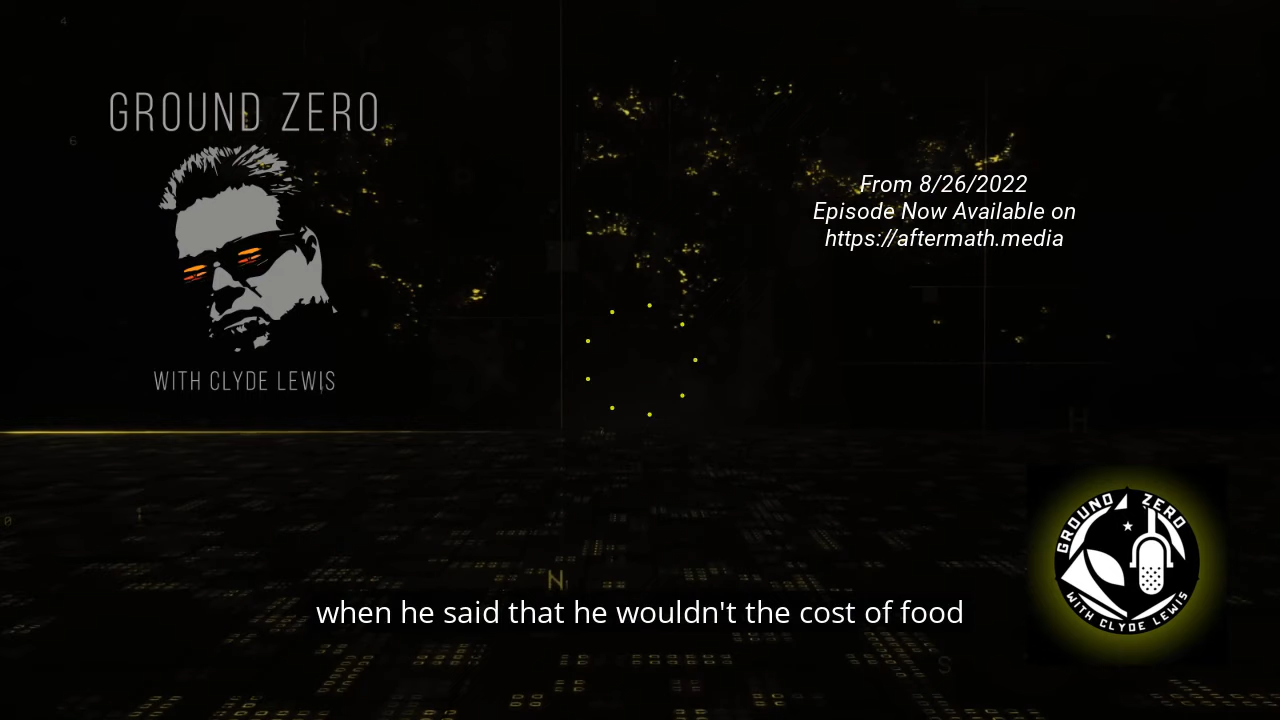 GROUND ZERO
WITH CLYDE LEWIS
From 8/26/2022
Episode Now Available on
https://aftermath.media
GROUND ZERO
WITH CLYDE LEWIS
N
when he said that he wouldn't the cost of food